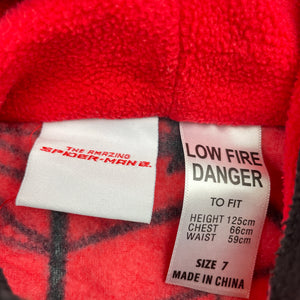 THE AMAZING
SPIDER-MAN 2
LOW FIRE
DANGER
TO FIT
HEIGHT 125cm
CHEST 66cm
WAIST 59cm
SIZE 7
MADE IN CHINA